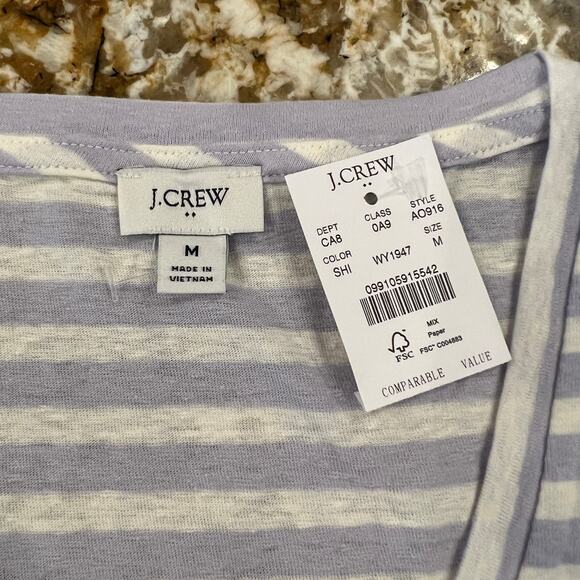 J.CREW
M
MADE IN
VIETNAM
J.CREW
DEPT CLASS STYLE
CA8 0A9 AO916
COLOR SIZE
SHI WY1947 M
099105915542
FSC
MIX
Paper
FSC® C004883
COMPARABLE VALUE